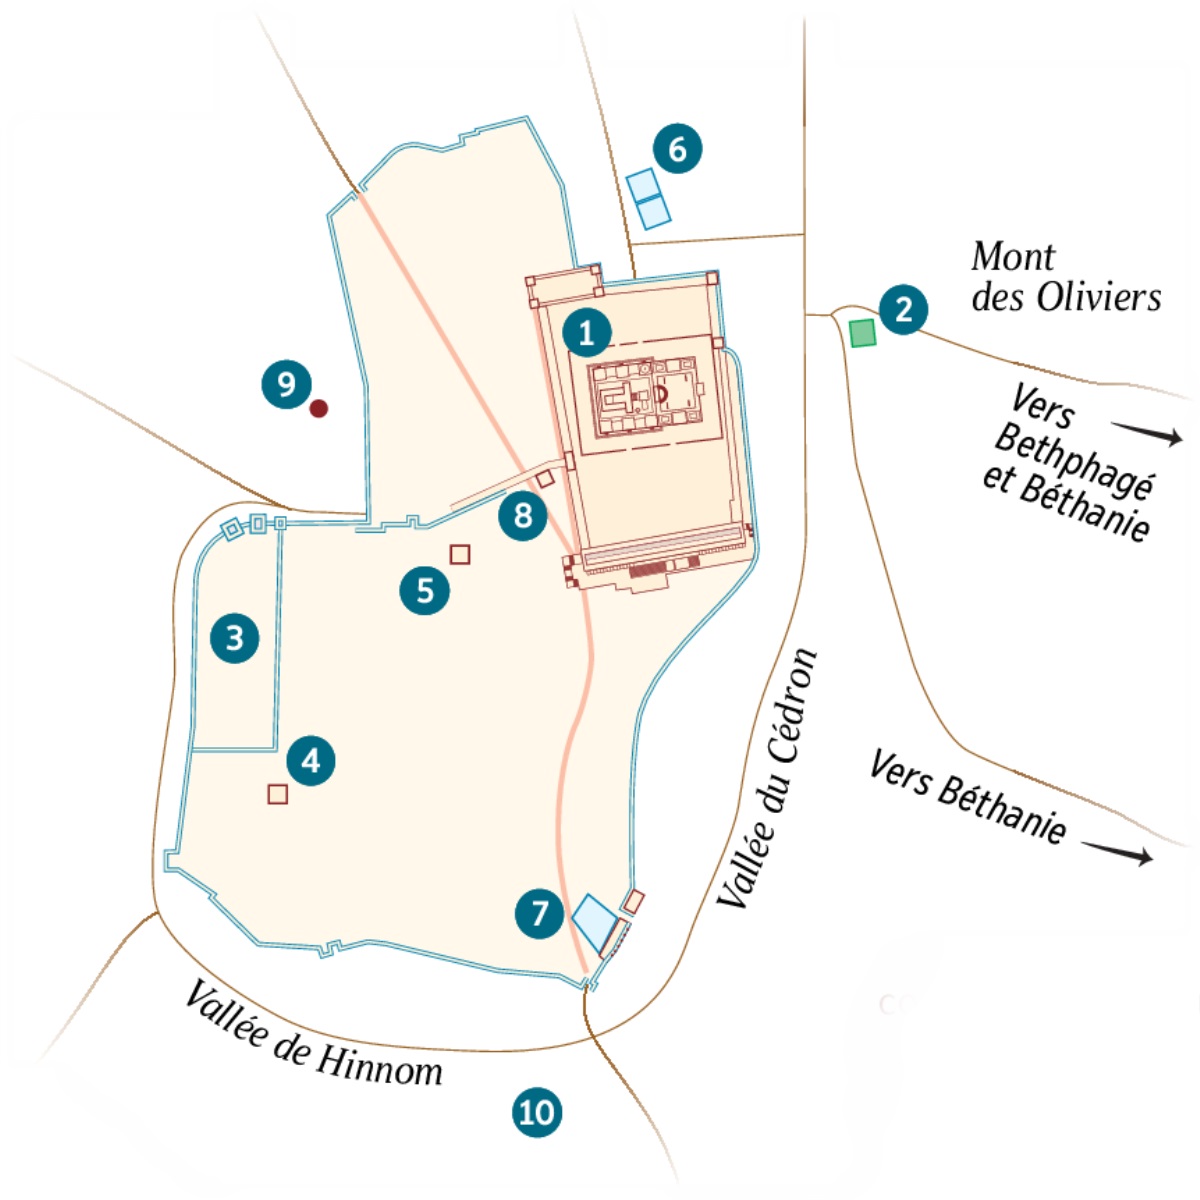 6
Mont
des Oliviers
2
1
9
Vers
Bethphagé
et Béthanie
8
5
3
4
Vallée du Cédron
Vers Béthanie
7
Vallée de Hinnom
10